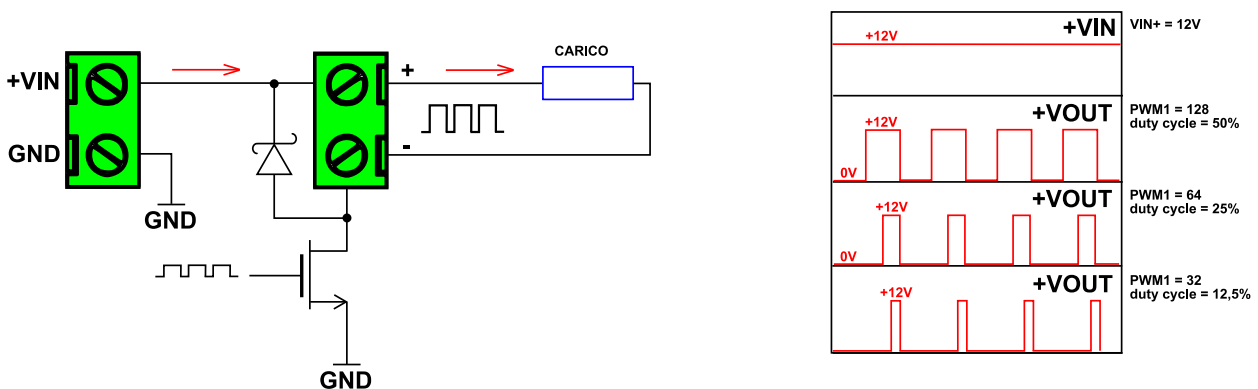 +VIN
GND
GND
+
-
CARICO
GND
+VIN
+12V
VIN+ = 12V
+VOUT
+12V
0V
PWM1 = 128
duty cycle = 50%
+VOUT
+12V
0V
PWM1 = 64
duty cycle = 25%
+VOUT
+12V
PWM1 = 32
duty cycle = 12,5%